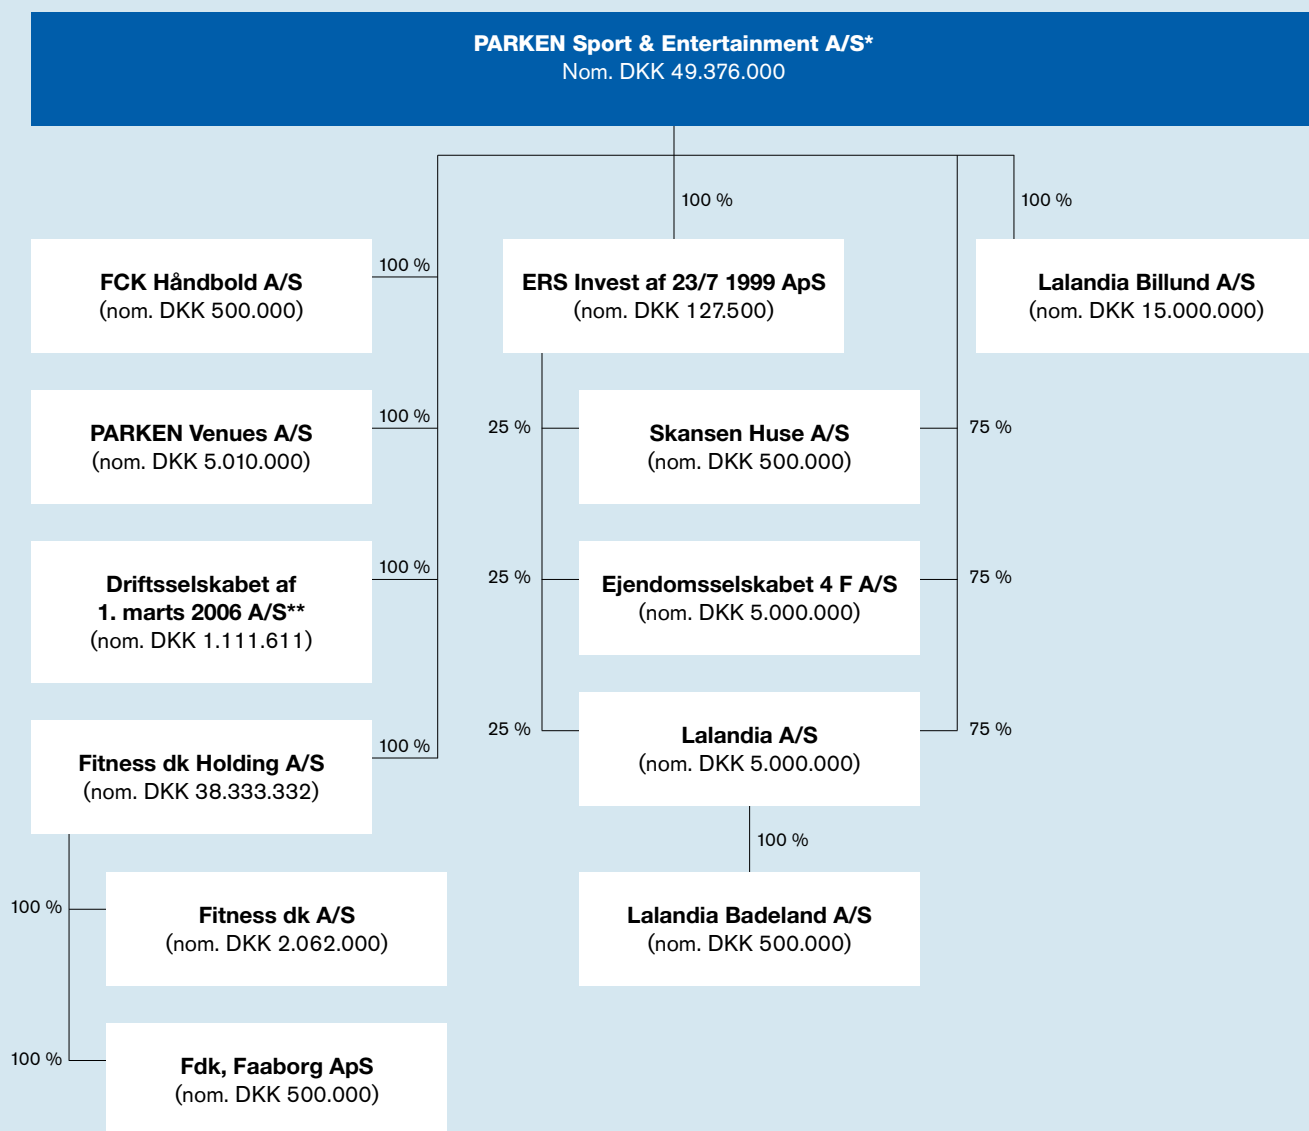 PARKEN Sport & Entertainment A/S*
Nom. DKK 49.376.000
100 %
100 %
FCK Håndbold A/S
(nom. DKK 500.000)
100 %
ERS Invest af 23/7 1999 ApS
(nom. DKK 127.500)
Lalandia Billund A/S
(nom. DKK 15.000.000)
PARKEN Venues A/S
(nom. DKK 5.010.000)
100 %
25 %
Skansen Huse A/S
(nom. DKK 500.000)
75 %
Driftsselskabet af
1. marts 2006 A/S**
(nom. DKK 1.111.611)
100 %
25 %
Ejendomsselskabet 4 F A/S
(nom. DKK 5.000.000)
75 %
Fitness dk Holding A/S
(nom. DKK 38.333.332)
100 %
25 %
Lalandia A/S
(nom. DKK 5.000.000)
75 %
100 %
100 %
Fitness dk A/S
(nom. DKK 2.062.000)
Lalandia Badeland A/S
(nom. DKK 500.000)
100 %
Fdk, Faaborg ApS
(nom. DKK 500.000)